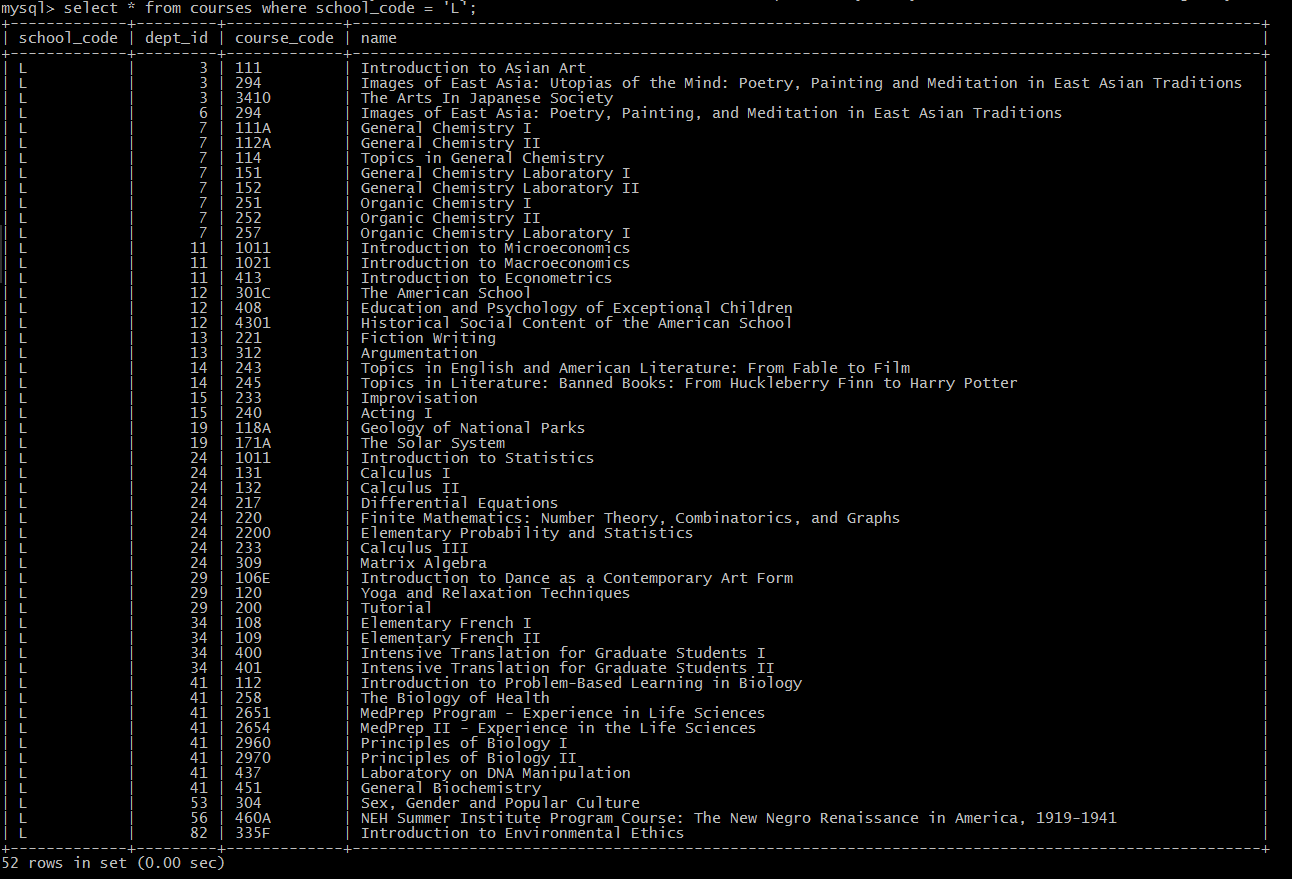 mysql> select * from courses where school_code = 'L';
+-------------+---------+-------------+-----------------------------------------------------------------------------------------------------+
| school_code | dept_id | course_code | name                                                                                                |
+-------------+---------+-------------+-----------------------------------------------------------------------------------------------------+
| L | 3 | 111 | Introduction to Asian Art |
| L | 3 | 294 | Images of East Asia: Utopias of the Mind: Poetry, Painting and Meditation in East Asian Traditions |
| L | 3 | 3410 | The Arts In Japanese Society |
| L | 6 | 294 | Images of East Asia: Poetry, Painting, and Meditation in East Asian Traditions |
| L | 7 | 111A | General Chemistry I |
| L | 7 | 112A | General Chemistry II |
| L | 7 | 114 | Topics in General Chemistry |
| L | 7 | 151 | General Chemistry Laboratory I |
| L | 7 | 152 | General Chemistry Laboratory II |
| L | 7 | 251 | Organic Chemistry I |
| L | 7 | 252 | Organic Chemistry II |
| L | 7 | 257 | Organic Chemistry Laboratory I |
| L | 11 | 1011 | Introduction to Microeconomics |
| L | 11 | 1021 | Introduction to Macroeconomics |
| L | 11 | 413 | Introduction to Econometrics |
| L | 12 | 301C | The American School |
| L | 12 | 408 | Education and Psychology of Exceptional Children |
| L | 12 | 4301 | Historical Social Content of the American School |
| L | 13 | 221 | Fiction Writing |
| L | 13 | 312 | Argumentation |
| L | 14 | 243 | Topics in English and American Literature: From Fable to Film |
| L | 14 | 245 | Topics in Literature: Banned Books: From Huckleberry Finn to Harry Potter |
| L | 15 | 233 | Improvisation |
| L | 15 | 240 | Acting I |
| L | 19 | 118A | Geology of National Parks |
| L | 19 | 171A | The Solar System |
| L | 24 | 1011 | Introduction to Statistics |
| L | 24 | 131 | Calculus I |
| L | 24 | 132 | Calculus II |
| L | 24 | 217 | Differential Equations |
| L | 24 | 220 | Finite Mathematics: Number Theory, Combinatorics, and Graphs |
| L | 24 | 2200 | Elementary Probability and Statistics |
| L | 24 | 233 | Calculus III |
| L | 24 | 309 | Matrix Algebra |
| L | 29 | 106E | Introduction to Dance as a Contemporary Art Form |
| L | 29 | 120 | Yoga and Relaxation Techniques |
| L | 29 | 200 | Tutorial |
| L | 34 | 108 | Elementary French I |
| L | 34 | 109 | Elementary French II |
| L | 34 | 400 | Intensive Translation for Graduate Students I |
| L | 34 | 401 | Intensive Translation for Graduate Students II |
| L | 41 | 112 | Introduction to Problem-Based Learning in Biology |
| L | 41 | 258 | The Biology of Health |
| L | 41 | 2651 | MedPrep Program - Experience in Life Sciences |
| L | 41 | 2654 | MedPrep II - Experience in the Life Sciences |
| L | 41 | 2960 | Principles of Biology I |
| L | 41 | 2970 | Principles of Biology II |
| L | 41 | 437 | Laboratory on DNA Manipulation |
| L | 41 | 451 | General Biochemistry |
| L | 53 | 304 | Sex, Gender and Popular Culture |
| L | 56 | 460A | NEH Summer Institute Program Course: The New Negro Renaissance in America, 1919-1941 |
| L | 82 | 335F | Introduction to Environmental Ethics |
+-------------+---------+-------------+-----------------------------------------------------------------------------------------------------+
52 rows in set (0.00 sec)